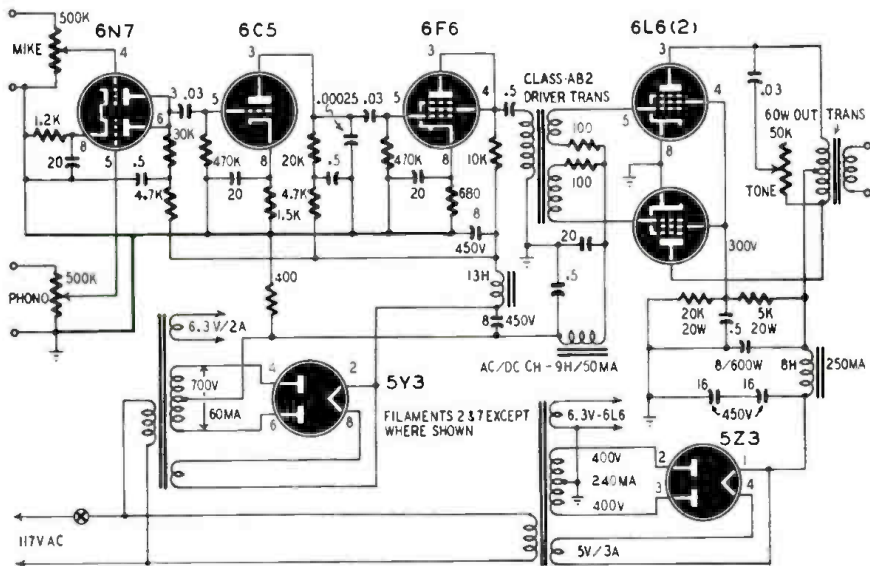 500K
6N7
6C5
6F6
6L6(2)
MIKE
4
3
3
3
3
CLASS-AB2
DRIVER TRANS
.03
.00025
.03
4
.5
4
.03
60W OUT TRANS
50K
TONE
1.2K
6
5
5
5
8
5
8
8
8
20
.5
30K
470K
20
20K
.5
470K
20
10K
100
100
4.7K
1.5K
4.7K
680
8
450V
20
300V
PHONO
500K
400
13H
.5
20K
20W
5K
20W
.5
8
450V
8/600W
8H
250MA
6.3V/2A
AC/DC CH-9H/50MA
16
16
450V
700V
60MA
4
6
5Y3
2
8
FILAMENTS 2 & 7 EXCEPT
WHERE SHOWN
6.3V-6L6
5Z3
400V
240MA
400V
2
3
1
4
117V AC
5V/3A